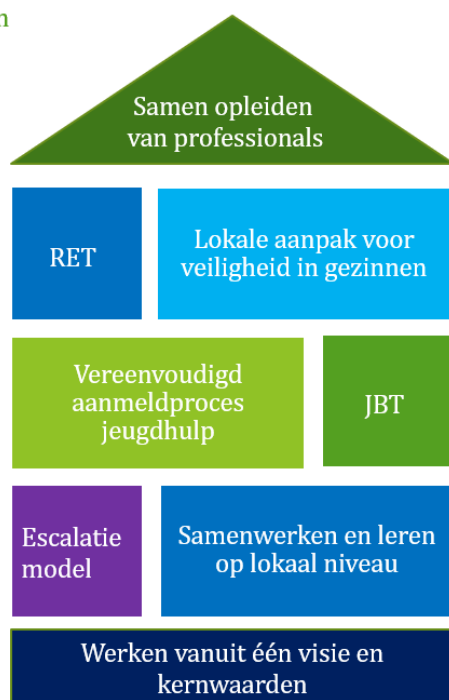 Samen opleiden
van professionals
RET
Lokale aanpak voor
veiligheid in gezinnen
Vereenvoudigd
aanmeldproces
jeugdhulp
JBT
Escalatie
model
Samenwerken en leren
op lokaal niveau
Werken vanuit één visie en
kernwaarden